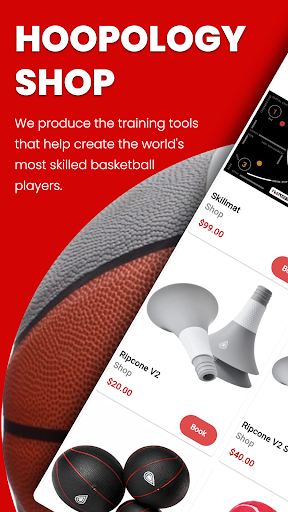 HOOPOLOGY
SHOP
We produce the training tools
that help create the world's
most skilled basketball
players.
Skillmat
Shop
$99.00
Book
Ripcone V2
Shop
$20.00
Book
Ripcone V2 S
Shop
$40.00